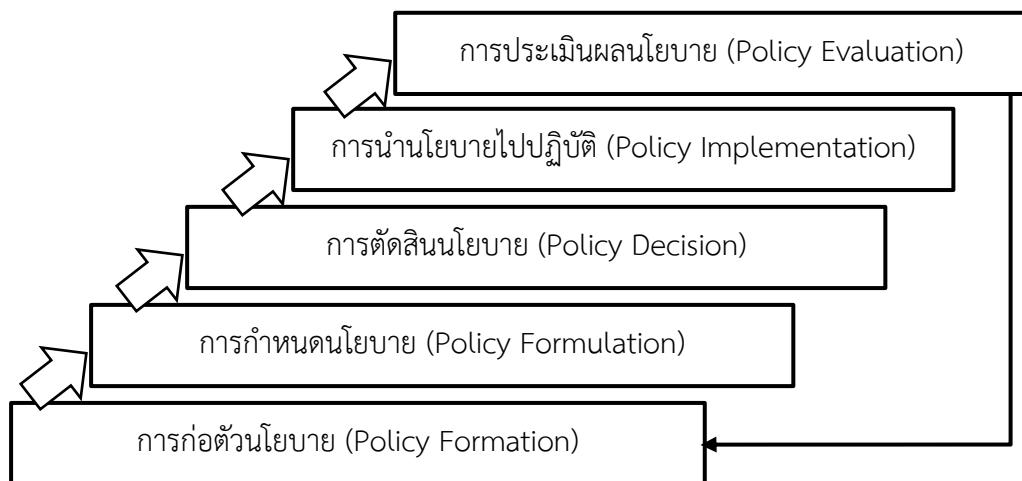 การประเมินผลนโยบาย (Policy Evaluation)
การนำนโยบายไปปฏิบัติ (Policy Implementation)
การตัดสินนโยบาย (Policy Decision)
การกำหนดนโยบาย (Policy Formulation)
การก่อตัวนโยบาย (Policy Formation)